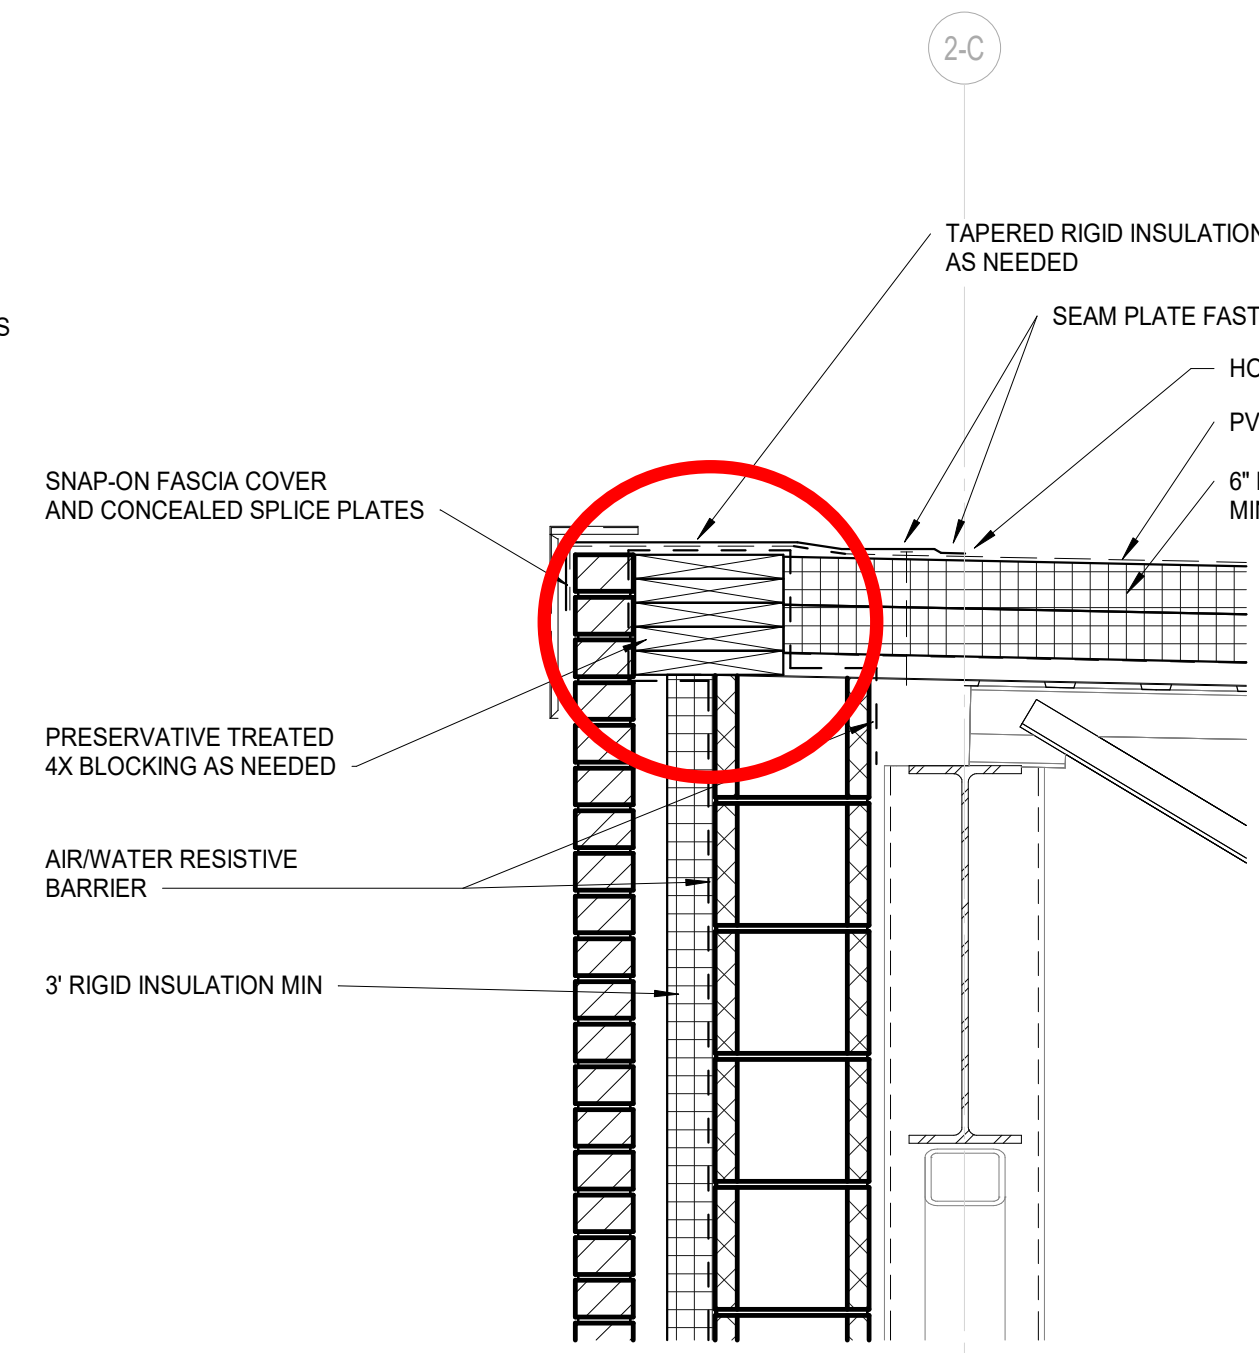 2-C
TAPERED RIGID INSULATION
AS NEEDED
S
SEAM PLATE FAST
HO
PV
6"
MIN
SNAP-ON FASCIA COVER
AND CONCEALED SPLICE PLATES
PRESERVATIVE TREATED
4X BLOCKING AS NEEDED
AIR/WATER RESISTIVE
BARRIER
3' RIGID INSULATION MIN